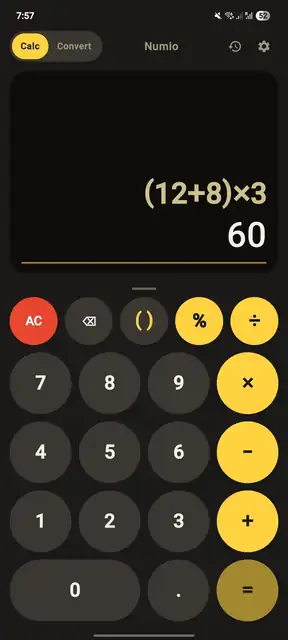 7:57
52
Calc Convert Numio
(12+8)×3
60
AC ( ) % ÷
7 8 9 ×
4 5 6 −
1 2 3 +
0 . =